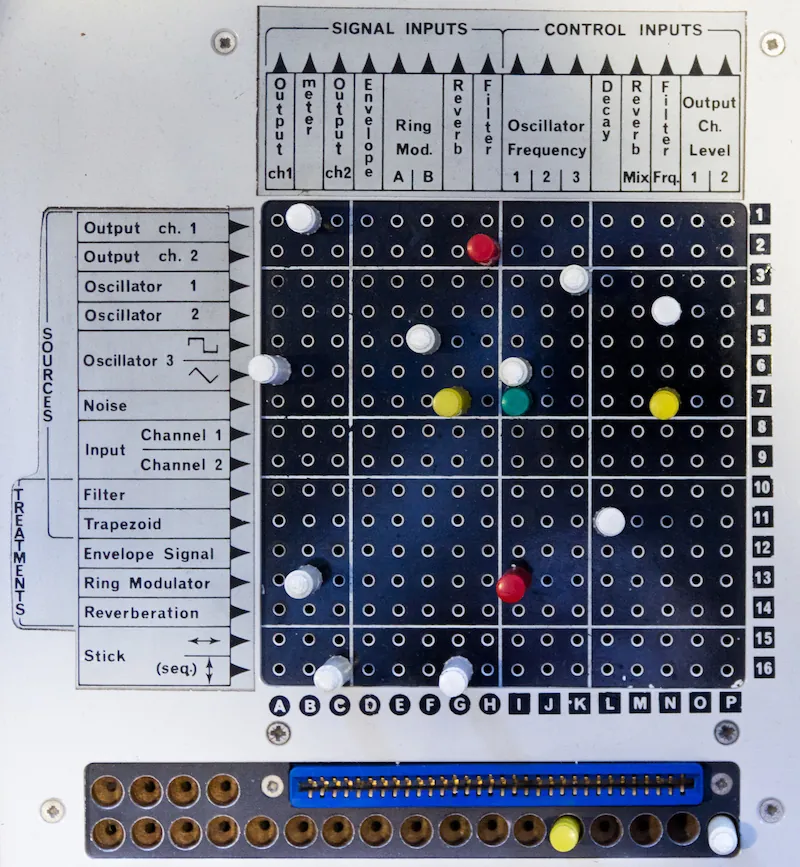 SIGNAL INPUTS
CONTROL INPUTS
Output ch1
meter
Output ch2
Envelope
Ring
Mod.
A | B
Reverb
Filter
Oscillator
Frequency
1 | 2 | 3
Decay
Reverb Mix
Filter Frq.
Output
Ch.
Level
1 | 2
SOURCES
TREATMENTS
Output ch. 1
Output ch. 2
Oscillator 1
Oscillator 2
Oscillator 3
Noise
Input
Channel 1
Channel 2
Filter
Trapezoid
Envelope Signal
Ring Modulator
Reverberation
Stick
(seq.)
1
2
3
4
5
6
7
8
9
10
11
12
13
14
15
16
A B C D E F G H I J K L M N O P